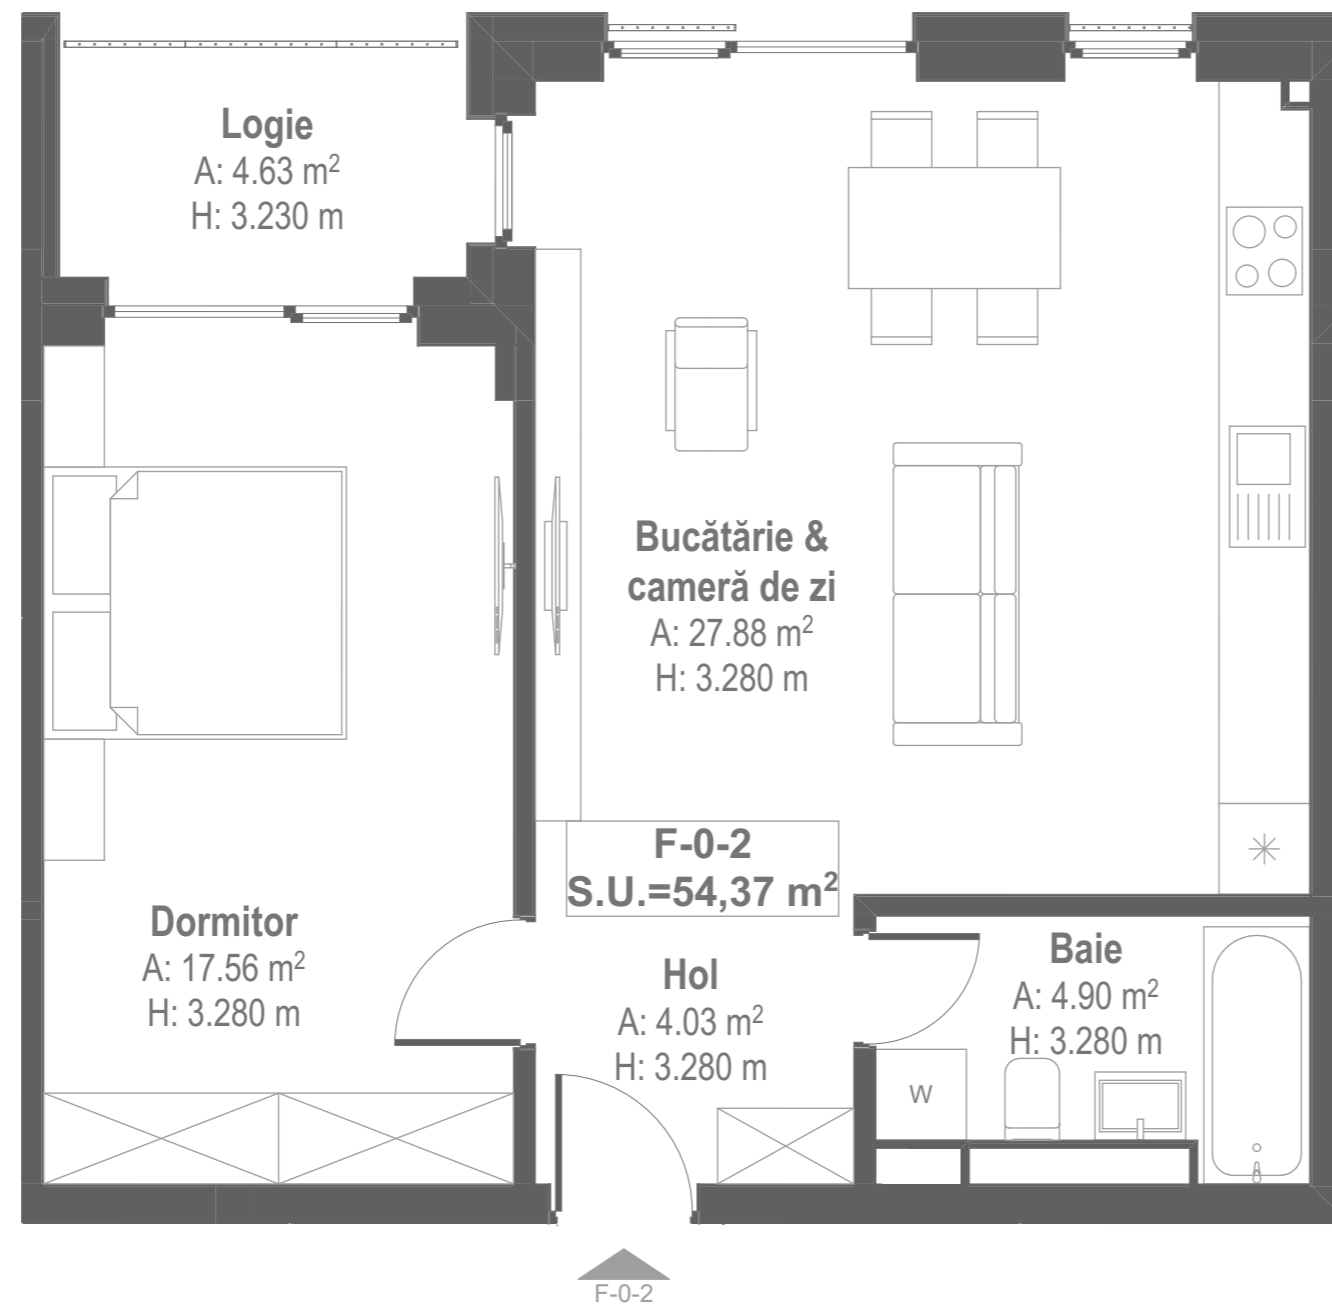 Logie
A: 4.63 m²
H: 3.230 m
Bucătărie &
cameră de zi
A: 27.88 m²
H: 3.280 m
F-0-2
S.U.=54,37 m²
Dormitor
A: 17.56 m²
H: 3.280 m
Hol
A: 4.03 m²
H: 3.280 m
Baie
A: 4.90 m²
H: 3.280 m
W
F-0-2